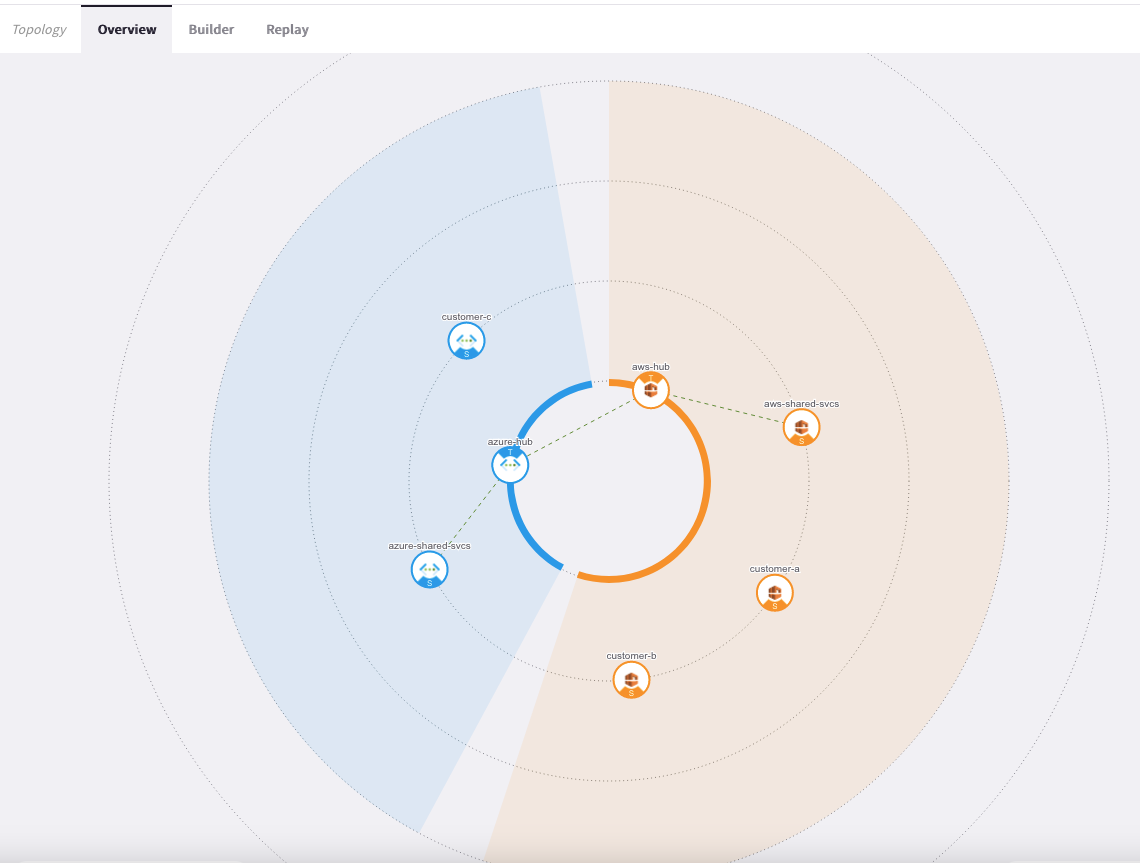 Topology
Overview
Builder
Replay
customer-c
S
aws-hub
T
aws-shared-svcs
S
azure-hub
T
azure-shared-svcs
S
customer-a
S
customer-b
S